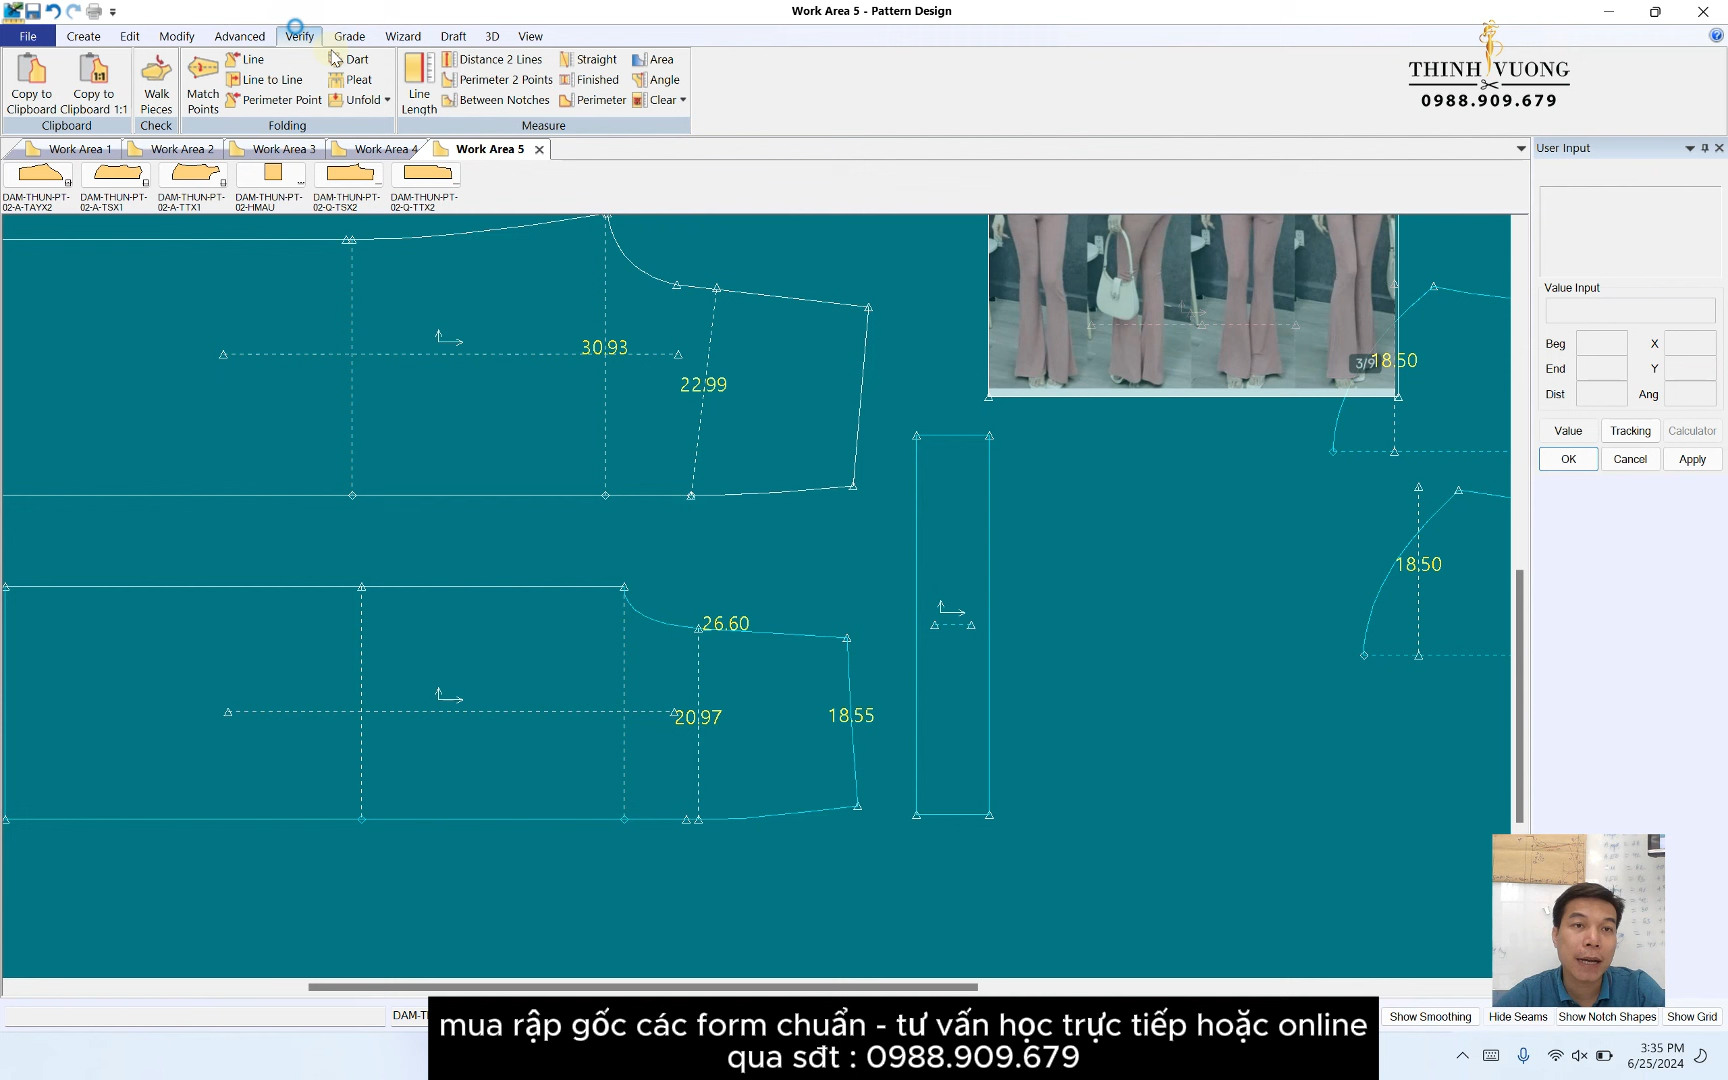 Work Area 5 - Pattern Design
File Create Edit Modify Advanced Verify Grade Wizard Draft 3D View
Copy to Clipboard
Copy to Clipboard 1:1
Clipboard
Walk Pieces
Check
Match Points
Line
Line to Line
Perimeter Point
Dart
Pleat
Unfold
Folding
Line Length
Distance 2 Lines
Perimeter 2 Points
Between Notches
Straight
Finished
Perimeter
Area
Angle
Clear
Measure
THINH VUONG
0988.909.679
Work Area 1 Work Area 2 Work Area 3 Work Area 4 Work Area 5
DAM-THUN-PT-02-A-TAYX2
DAM-THUN-PT-02-A-TSX1
DAM-THUN-PT-02-A-TTX1
DAM-THUN-PT-02-HMAU
DAM-THUN-PT-02-Q-TSX2
DAM-THUN-PT-02-Q-TTX2
30.93
22.99
3/9
18.50
18.50
26.60
20.97
18.55
User Input
Value Input
Beg X
End Y
Dist Ang
Value Tracking Calculator
OK Cancel Apply
DAM-T
Show Smoothing Hide Seams Show Notch Shapes Show Grid
mua rập gốc các form chuẩn - tư vấn học trực tiếp hoặc online
qua sđt : 0988.909.679
3:35 PM
6/25/2024